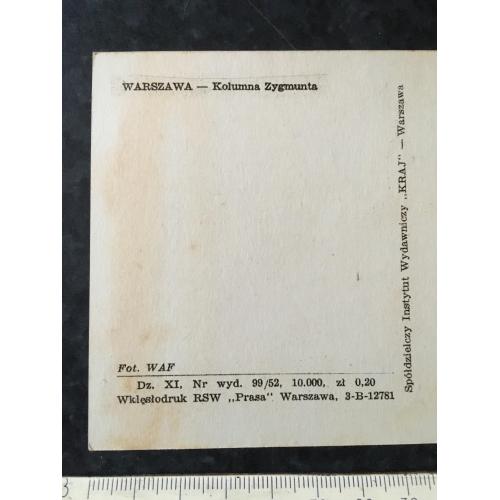 WARSZAWA — Kolumna Zygmunta
Spółdzielczy Instytut Wydawniczy „KRAJ" — Warszawa
Fot. WAF
Dz. XI, Nr wyd. 99/52, 10.000, zł 0,20
Wklęsłodruk RSW „Prasa" Warszawa, 3-B-12781